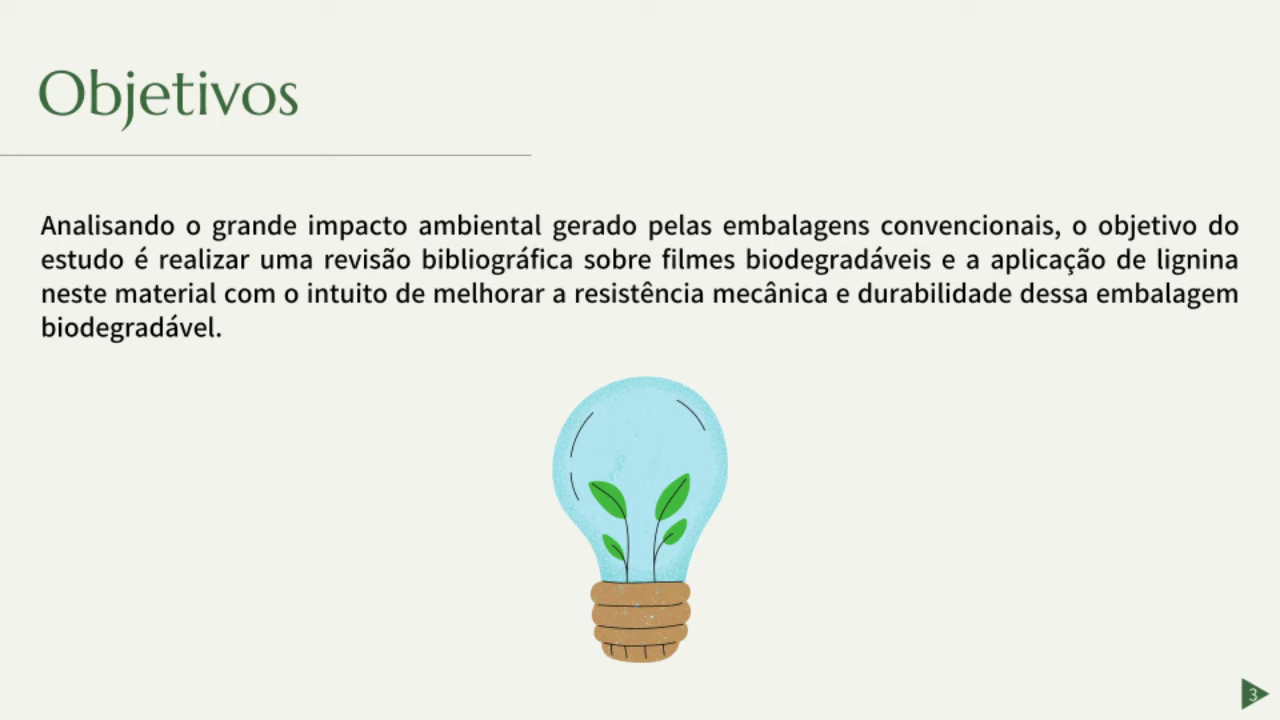 Objetivos
Analisando o grande impacto ambiental gerado pelas embalagens convencionais, o objetivo do
estudo é realizar uma revisão bibliográfica sobre filmes biodegradáveis e a aplicação de lignina
neste material com o intuito de melhorar a resistência mecânica e durabilidade dessa embalagem
biodegradável.
3